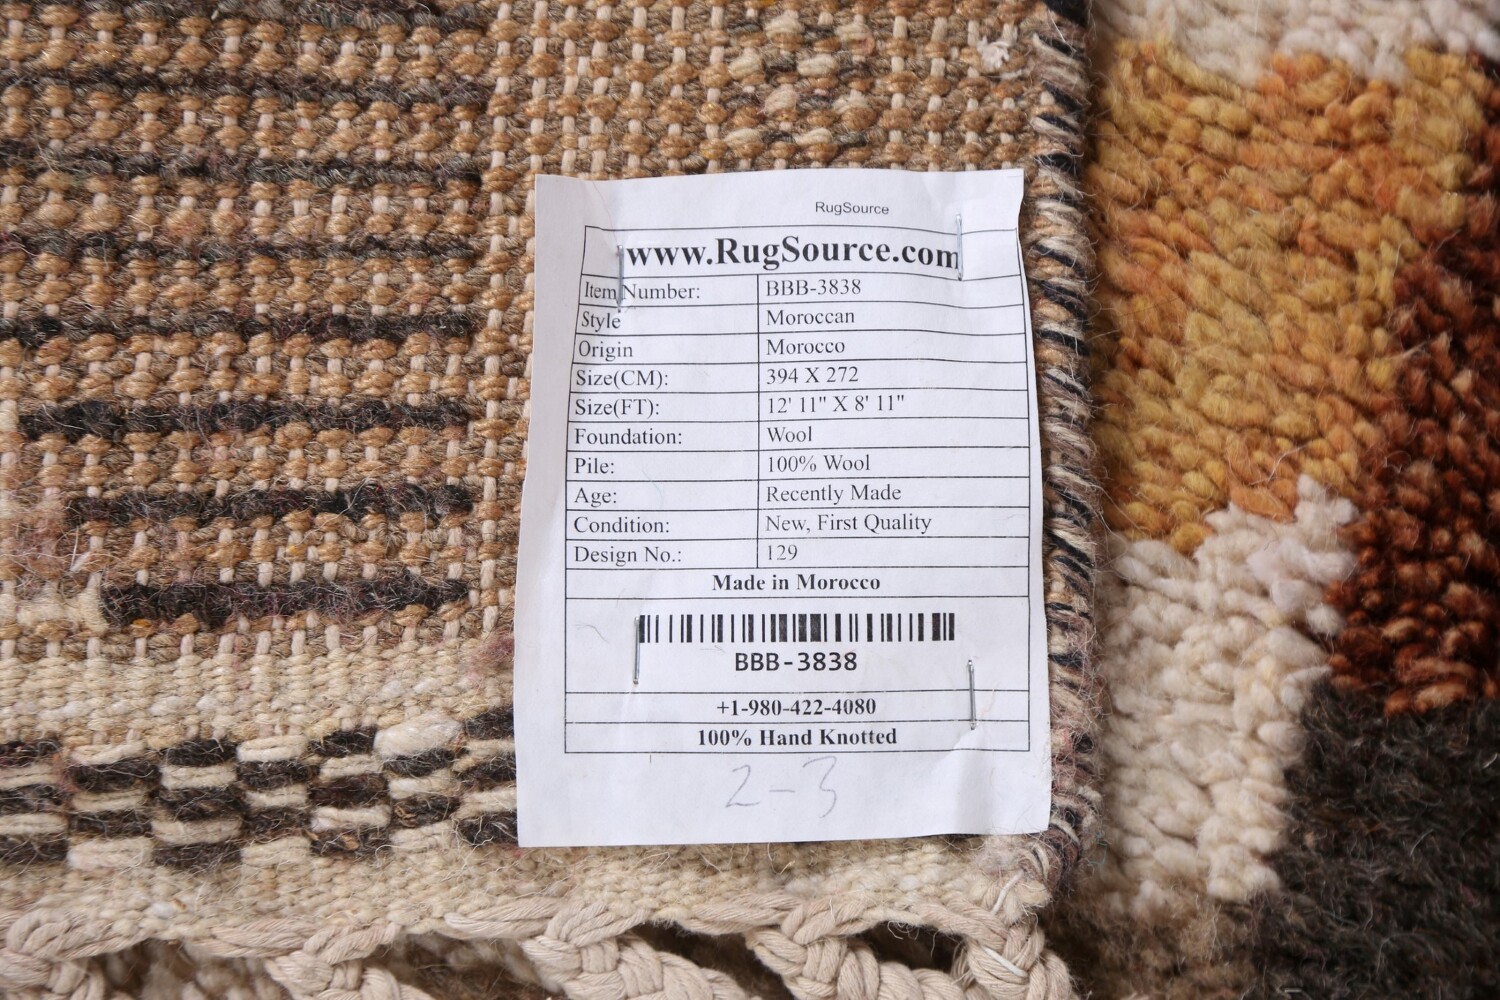 RugSource
www.RugSource.com
Item Number: BBB-3838
Style Moroccan
Origin Morocco
Size(CM): 394 X 272
Size(FT): 12' 11" X 8' 11"
Foundation: Wool
Pile: 100% Wool
Age: Recently Made
Condition: New, First Quality
Design No.: 129
Made in Morocco
BBB-3838
+1-980-422-4080
100% Hand Knotted
2-3